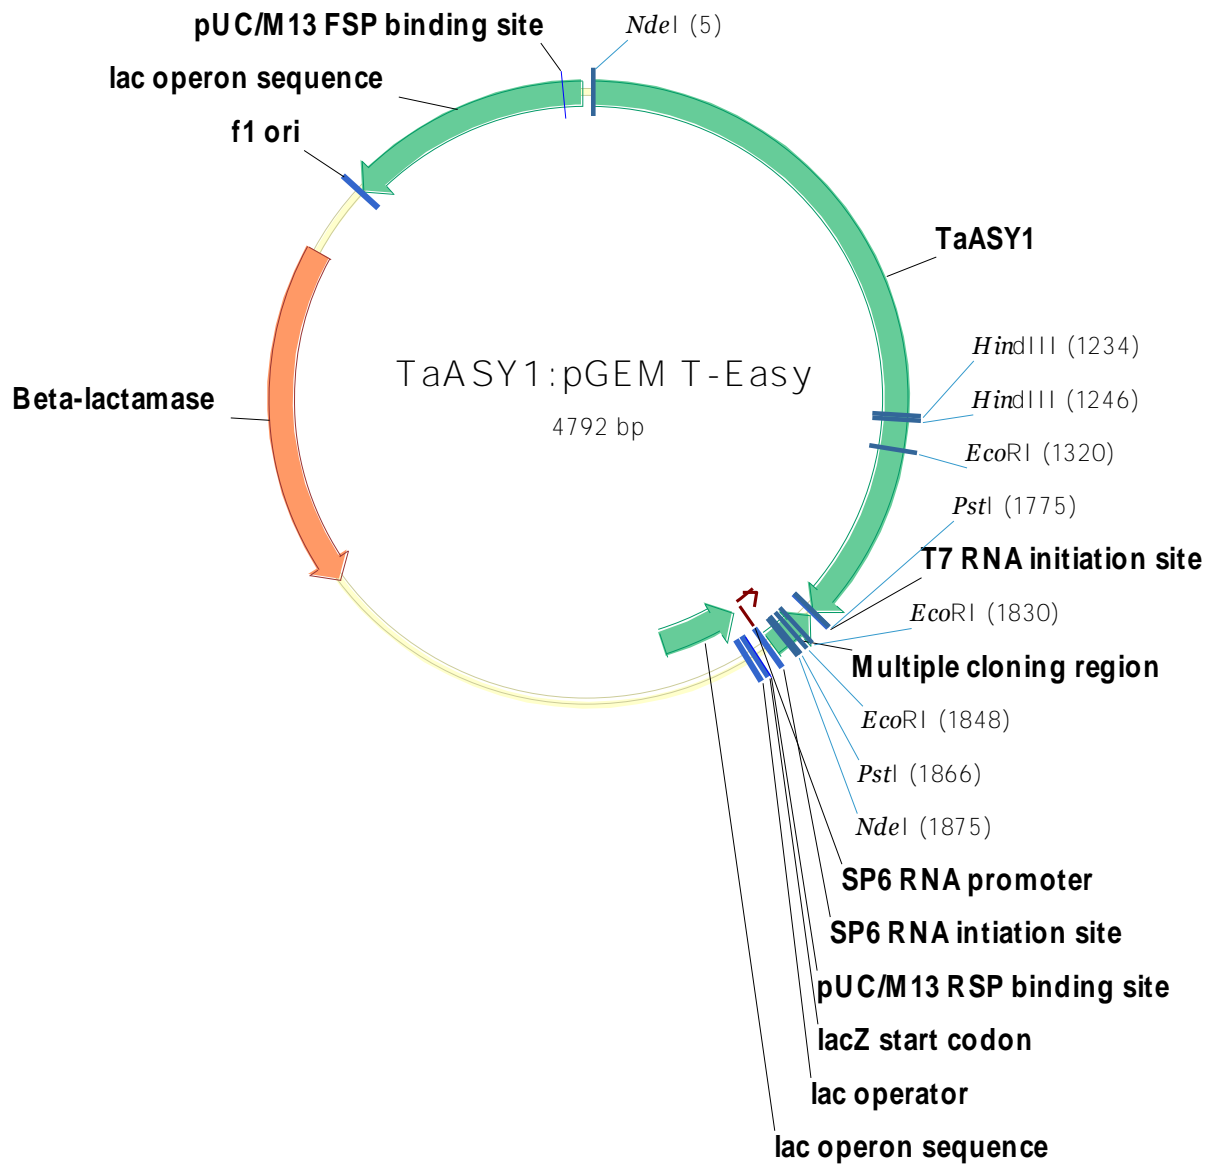 pUC/M13 FSP binding site
NdeI (5)
lac operon sequence
f1 ori
TaASY1
HindIII (1234)
TaASY1:pGEM T-Easy
Beta-lactamase
HindIII (1246)
4792 bp
EcoRI (1320)
PstI (1775)
T7 RNA initiation site
EcoRI (1830)
Multiple cloning region
EcoRI (1848)
PstI (1866)
NdeI (1875)
SP6 RNA promoter
SP6 RNA intiation site
pUC/M13 RSP binding site
lacZ start codon
lac operator
lac operon sequence